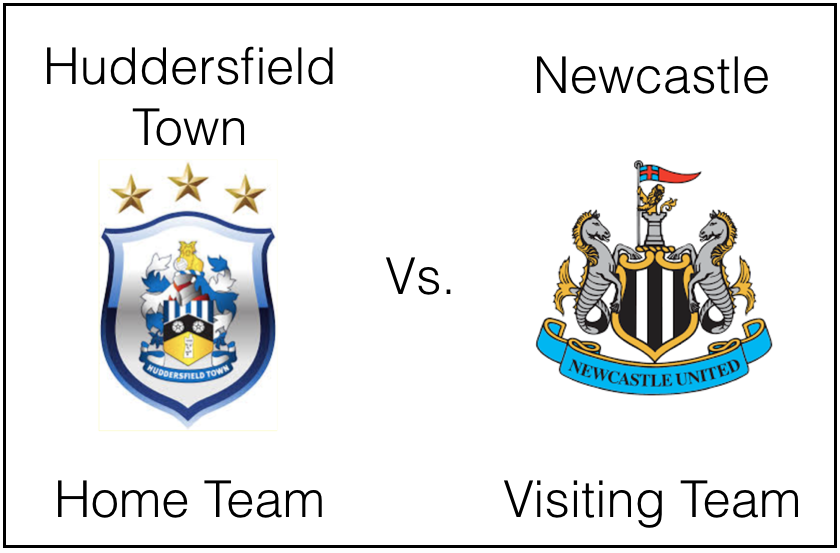 Huddersfield
Town
Newcastle
Vs.
HUDDERSFIELD TOWN
NEWCASTLE UNITED
Home Team
Visiting Team